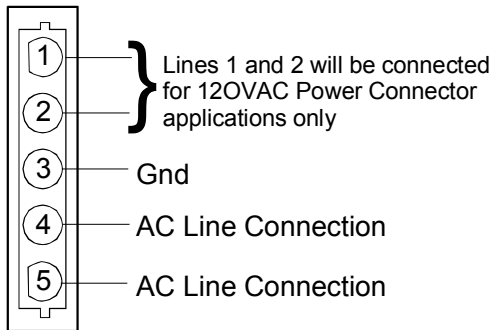 1
Lines 1 and 2 will be connected
for 12OVAC Power Connector
2
applications only
3
Gnd
4
AC Line Connection
5
AC Line Connection